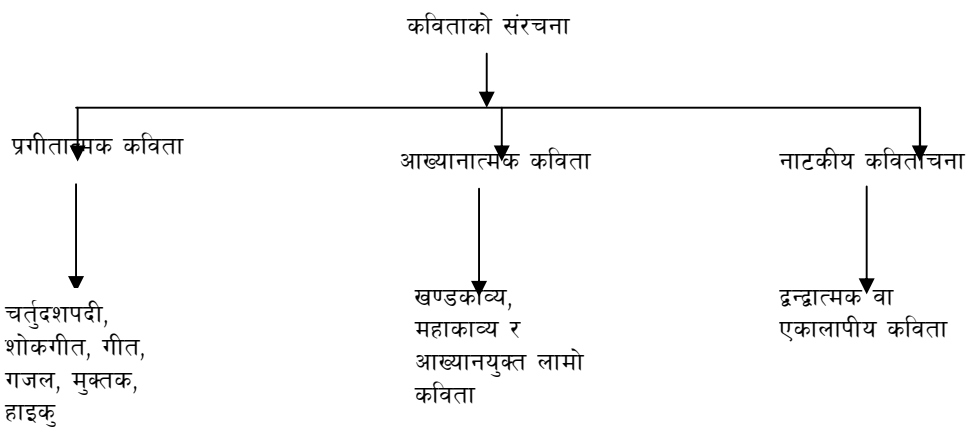 कविताको संरचना
प्रगीतात्मक कविता
आख्यानात्मक कविता
नाटकीय कविताचना
चर्तुदशपदी,
शोकगीत, गीत,
गजल, मुक्तक,
हाइकु
खण्डकाव्य,
महाकाव्य र
आख्यानयुक्त लामो
कविता
द्वन्द्वात्मक वा
एकालापीय कविता